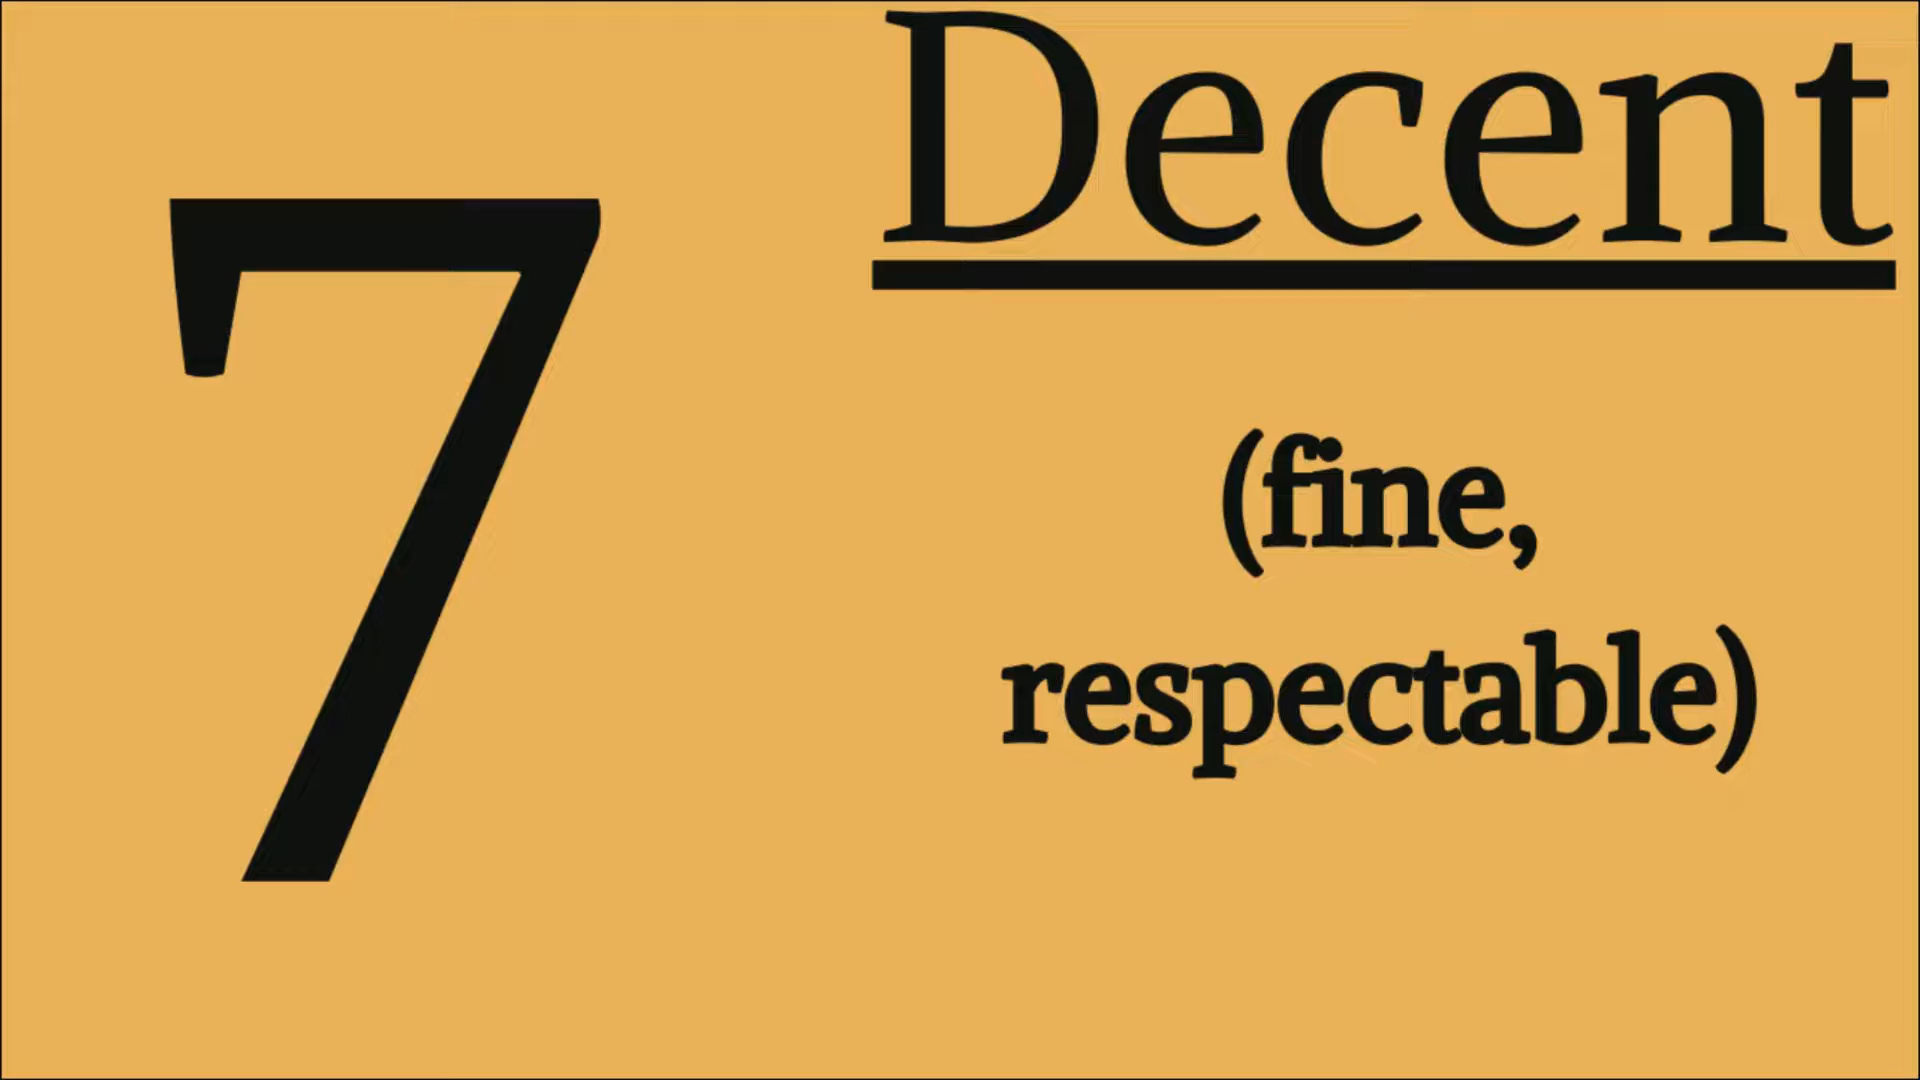 7
Decent
(fine,
respectable)